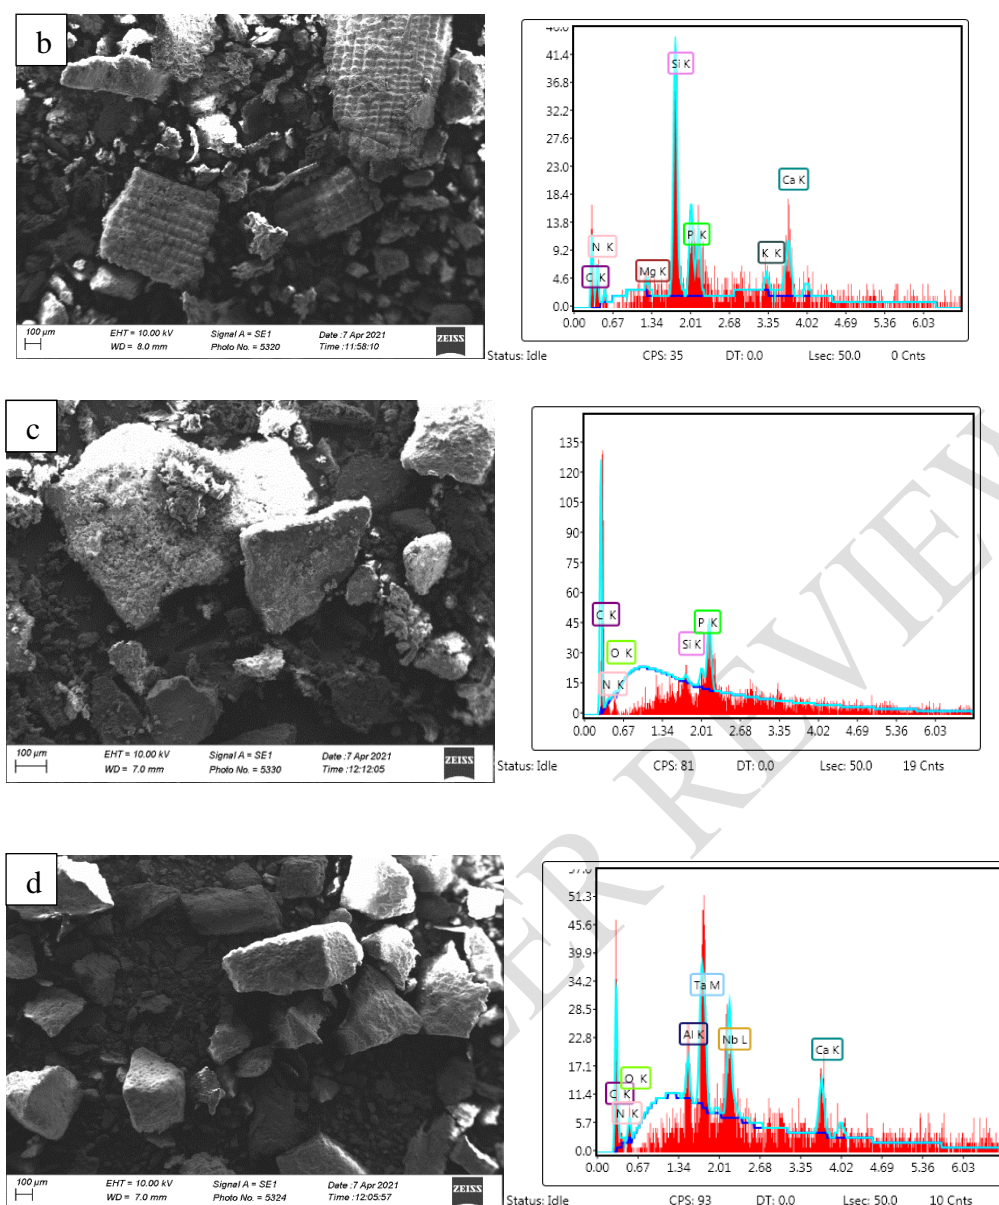 b
100 µm
EHT = 10.00 kV
WD = 8.0 mm
Signal A = SE1
Photo No. = 5320
Date :7 Apr 2021
Time :11:58:10
ZEISS
41.4
36.8
32.2
27.6
23.0
18.4
13.8
9.2
4.6
0.0
Si K
Ca K
P K
N K
K K
Mg K
C K
0.00 0.67 1.34 2.01 2.68 3.35 4.02 4.69 5.36 6.03
Status: Idle CPS: 35 DT: 0.0 Lsec: 50.0 0 Cnts
c
100 µm
EHT = 10.00 kV
WD = 7.0 mm
Signal A = SE1
Photo No. = 5330
Date :7 Apr 2021
Time :12:12:05
ZEISS
135
120
105
90
75
60
45
30
15
0
C K
P K
Si K
O K
N K
0.00 0.67 1.34 2.01 2.68 3.35 4.02 4.69 5.36 6.03
Status: Idle CPS: 81 DT: 0.0 Lsec: 50.0 19 Cnts
d
100 µm
EHT = 10.00 kV
WD = 7.0 mm
Signal A = SE1
Photo No. = 5324
Date :7 Apr 2021
Time :12:05:57
ZEISS
57.0
51.3
45.6
39.9
34.2
28.5
22.8
17.1
11.4
5.7
0.0
Ta M
Al K
Nb L
Ca K
O K
C K
N K
0.00 0.67 1.34 2.01 2.68 3.35 4.02 4.69 5.36 6.03
Status: Idle CPS: 93 DT: 0.0 Lsec: 50.0 10 Cnts
ER REVIEW